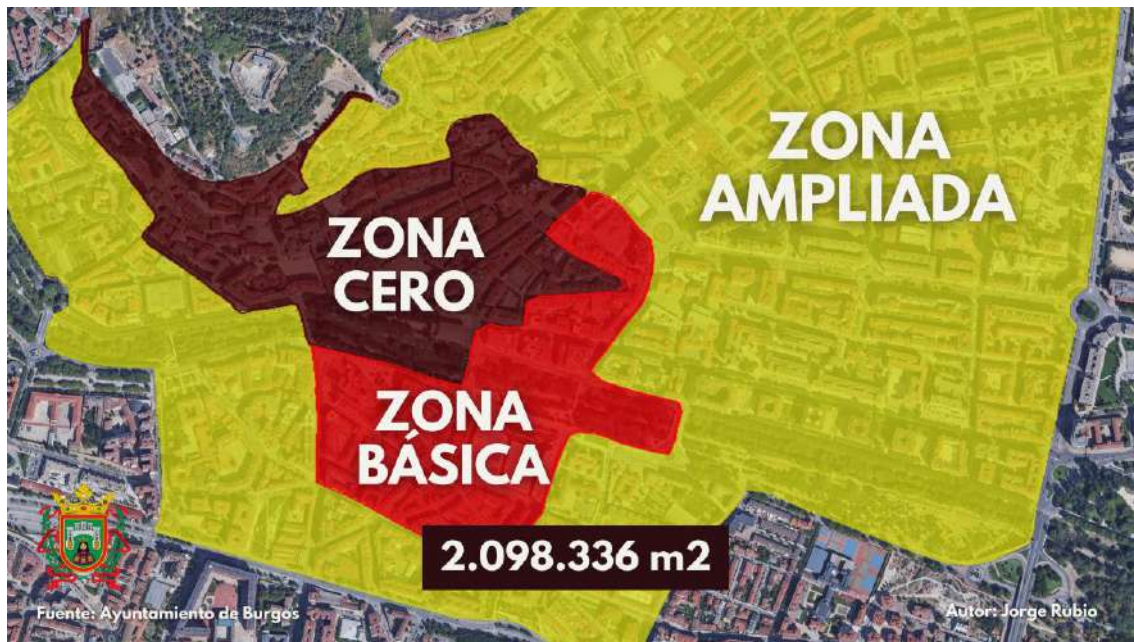 ZONA
AMPLIADA
ZONA
CERO
ZONA
BÁSICA
2.098.336 m2
Fuente: Ayuntamiento de Burgos
Autor: Jorge Rubio